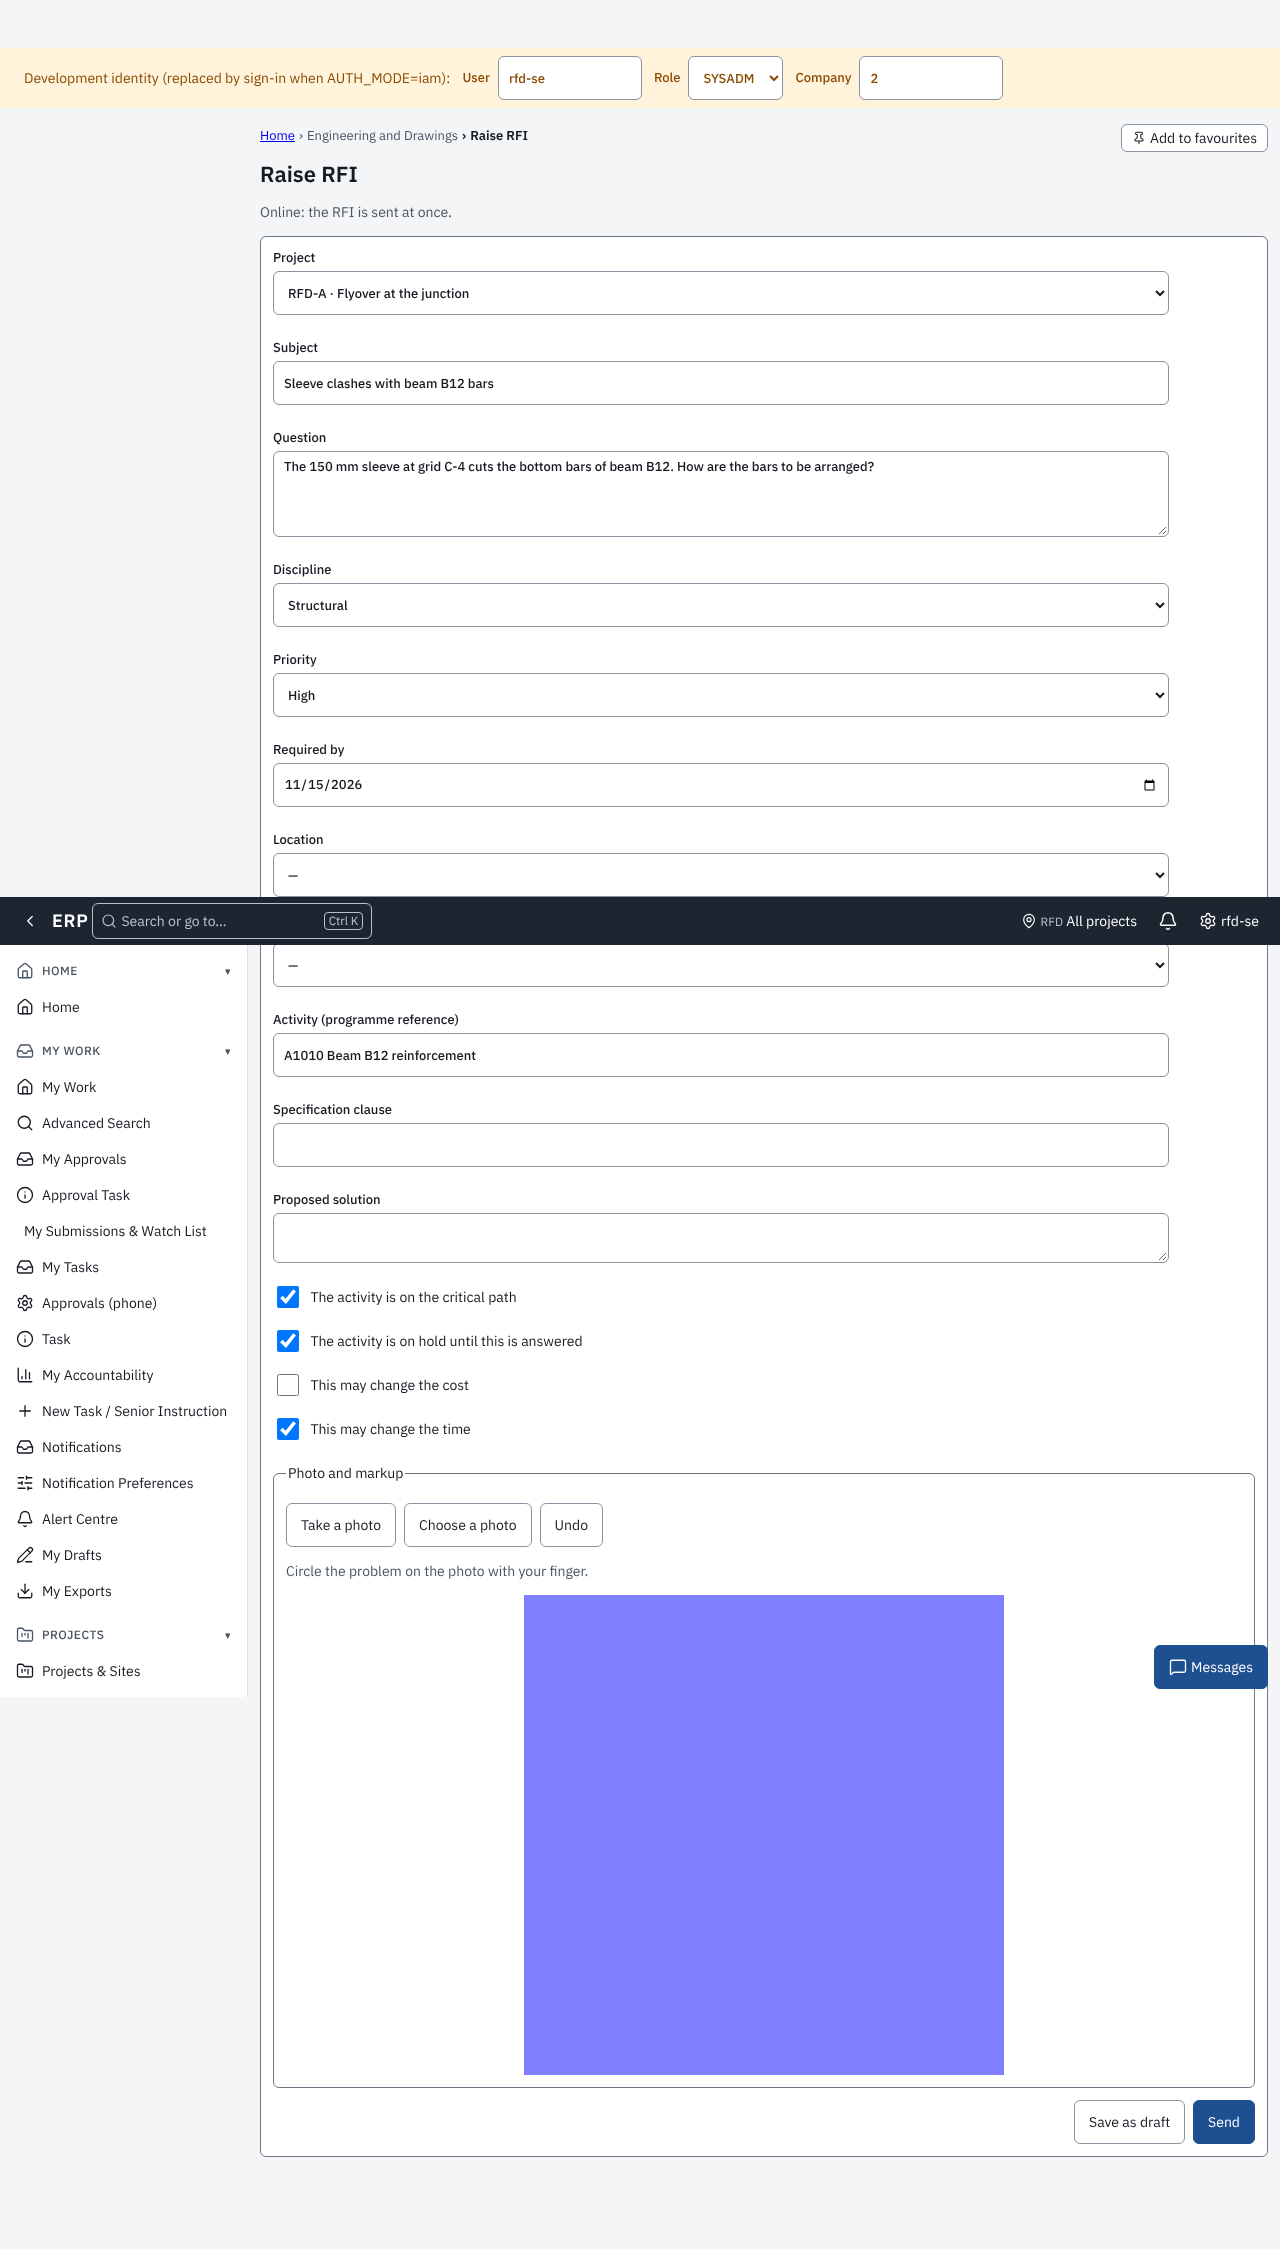 Development identity (replaced by sign-in when AUTH_MODE=iam): User rfd-se Role SYSADM Company 2
Home › Engineering and Drawings › Raise RFI
Add to favourites
Raise RFI
Online: the RFI is sent at once.
Project
RFD-A · Flyover at the junction
Subject
Sleeve clashes with beam B12 bars
Question
The 150 mm sleeve at grid C-4 cuts the bottom bars of beam B12. How are the bars to be arranged?
Discipline
Structural
Priority
High
Required by
11/15/2026
Location
—
ERP Search or go to... Ctrl K RFD All projects rfd-se
—
Activity (programme reference)
A1010 Beam B12 reinforcement
Specification clause
Proposed solution
The activity is on the critical path
The activity is on hold until this is answered
This may change the cost
This may change the time
Photo and markup
Take a photo
Choose a photo
Undo
Circle the problem on the photo with your finger.
Save as draft
Send
HOME
Home
MY WORK
My Work
Advanced Search
My Approvals
Approval Task
My Submissions & Watch List
My Tasks
Approvals (phone)
Task
My Accountability
New Task / Senior Instruction
Notifications
Notification Preferences
Alert Centre
My Drafts
My Exports
PROJECTS
Projects & Sites
Messages